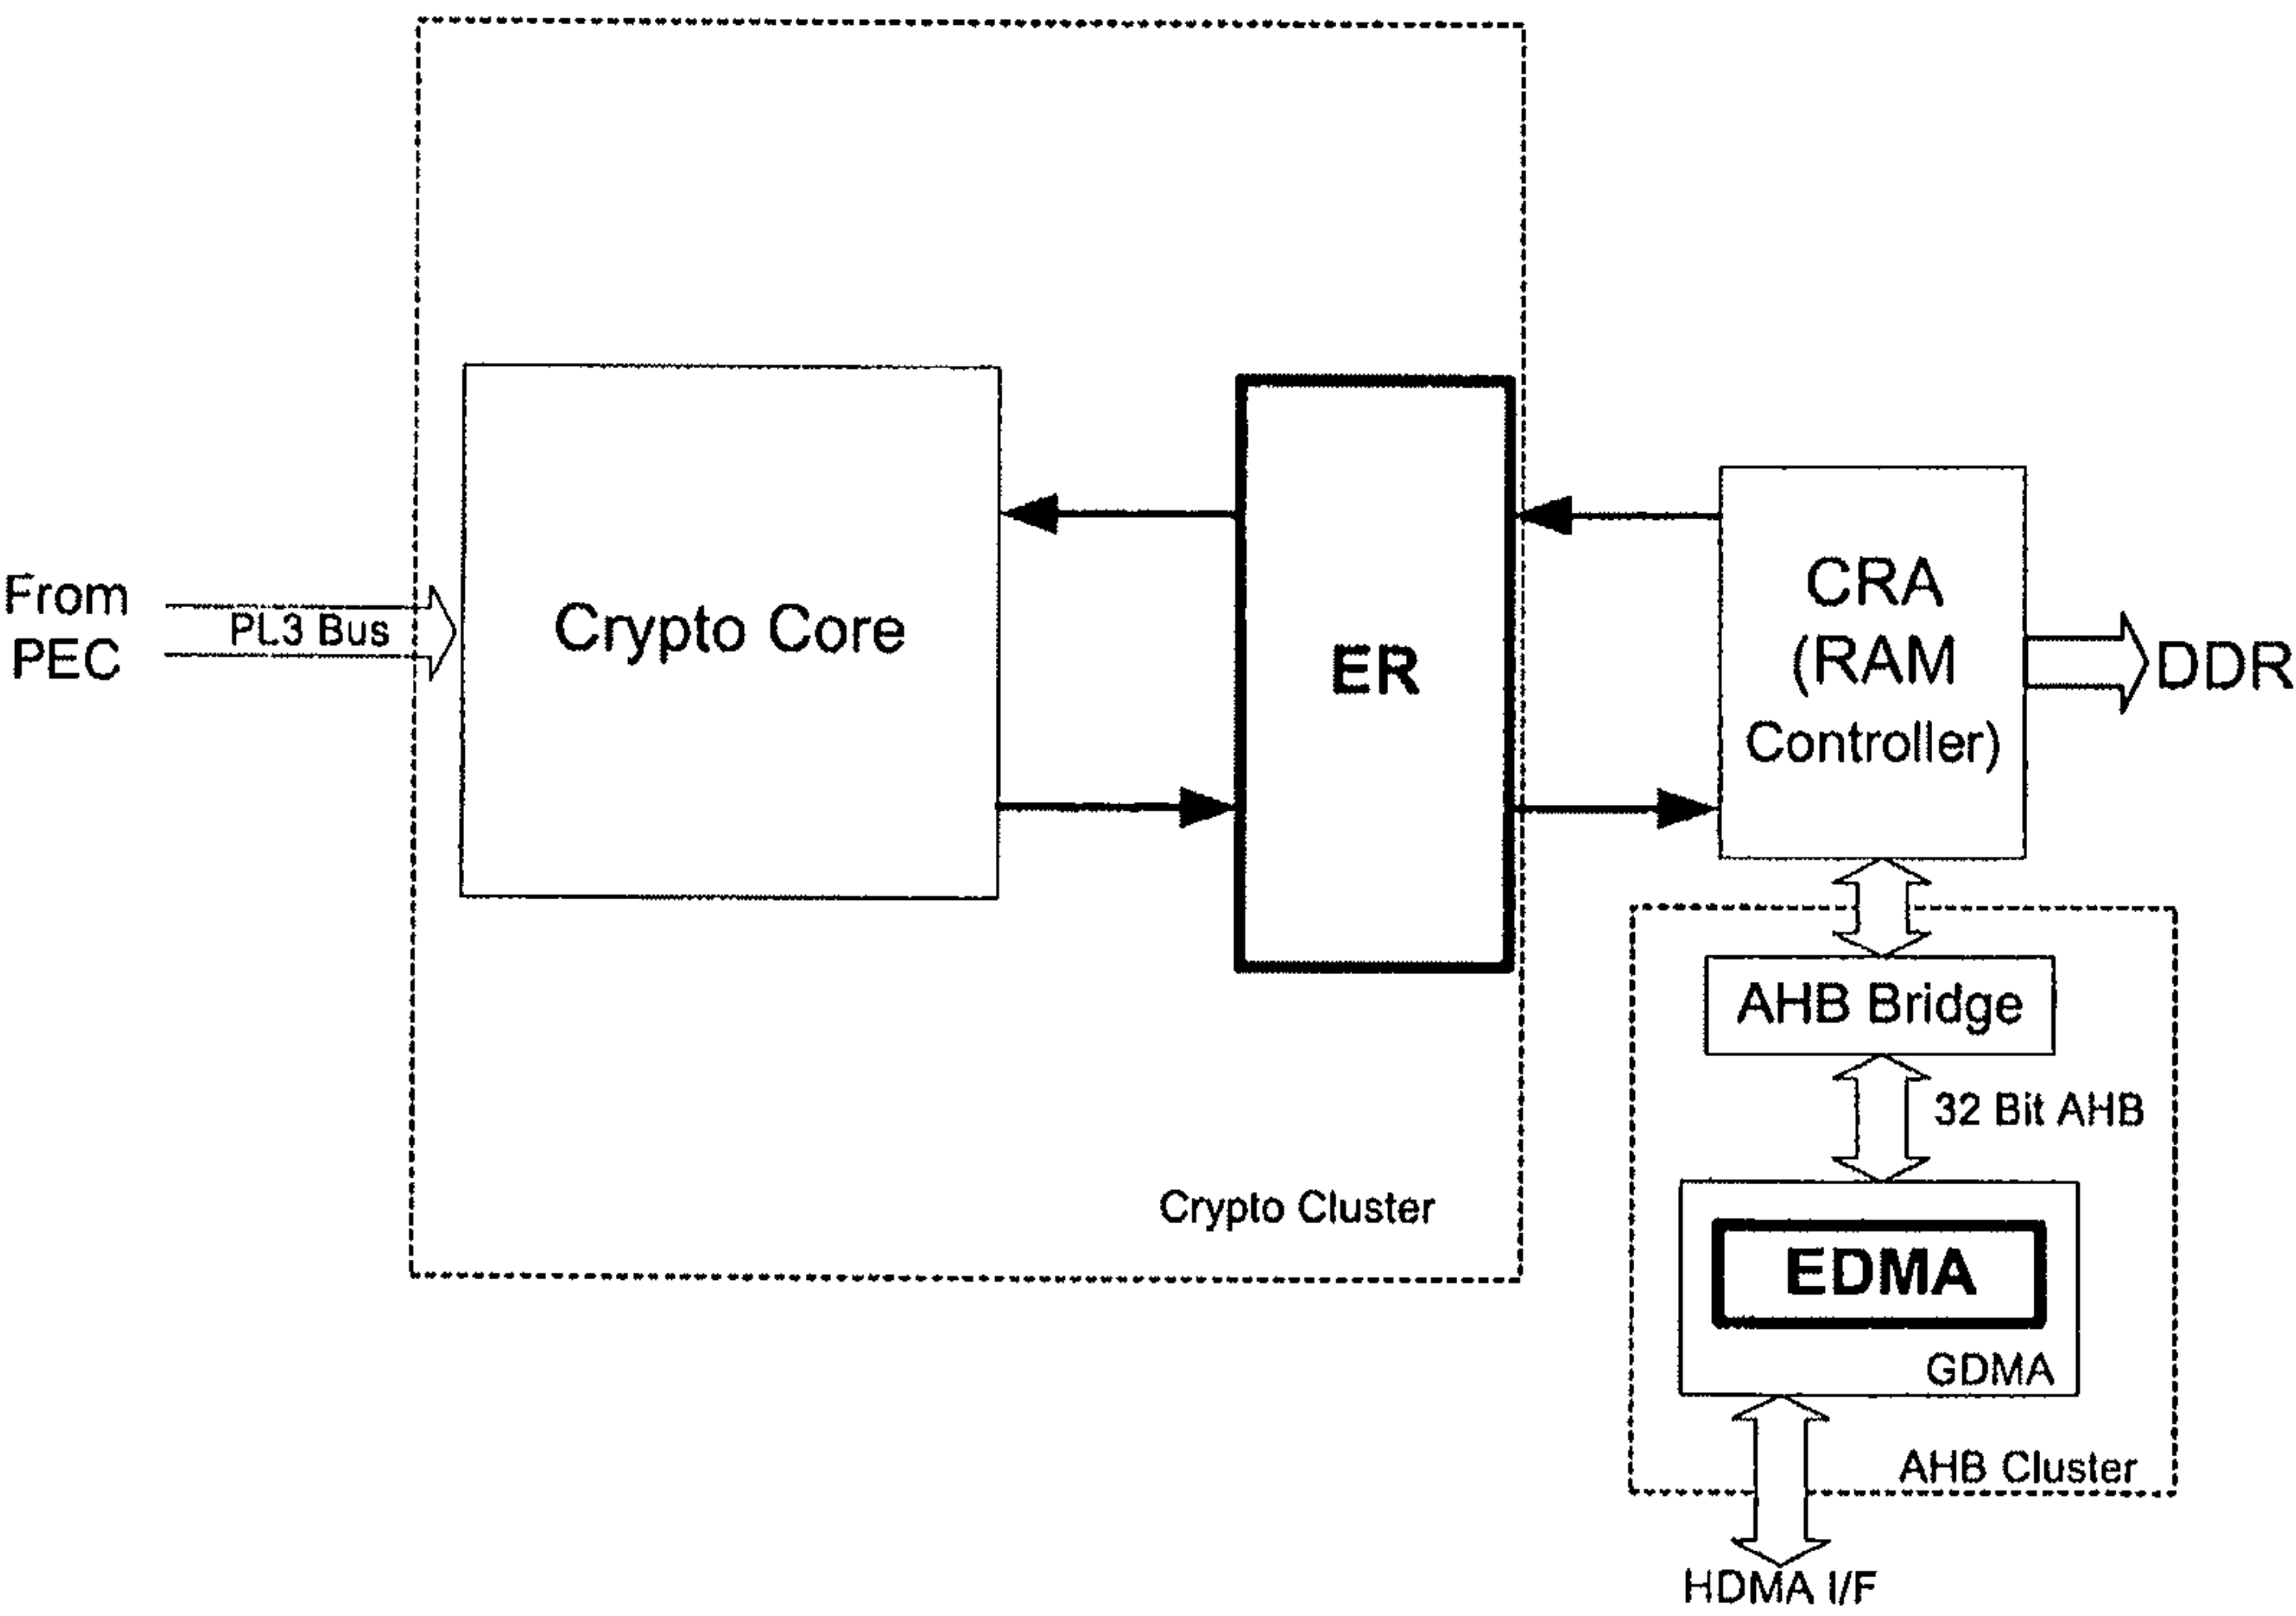 From
PEC
PL3 Bus
Crypto Core
ER
CRA
(RAM
Controller)
DDR
AHB Bridge
32 Bit AHB
Crypto Cluster
EDMA
GDMA
AHB Cluster
HDMA I/F